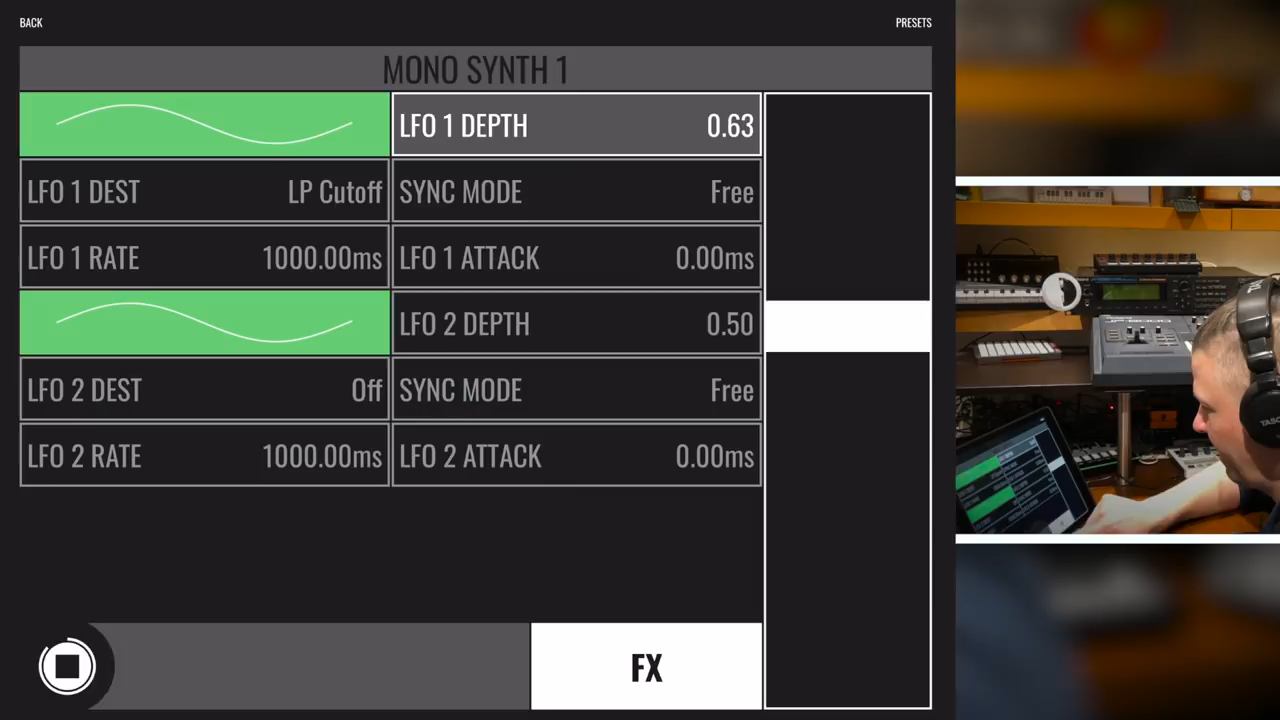 BACK
PRESETS
MONO SYNTH 1
LFO 1 DEPTH 0.63
LFO 1 DEST LP Cutoff
SYNC MODE Free
LFO 1 RATE 1000.00ms
LFO 1 ATTACK 0.00ms
LFO 2 DEPTH 0.50
LFO 2 DEST Off
SYNC MODE Free
LFO 2 RATE 1000.00ms
LFO 2 ATTACK 0.00ms
FX